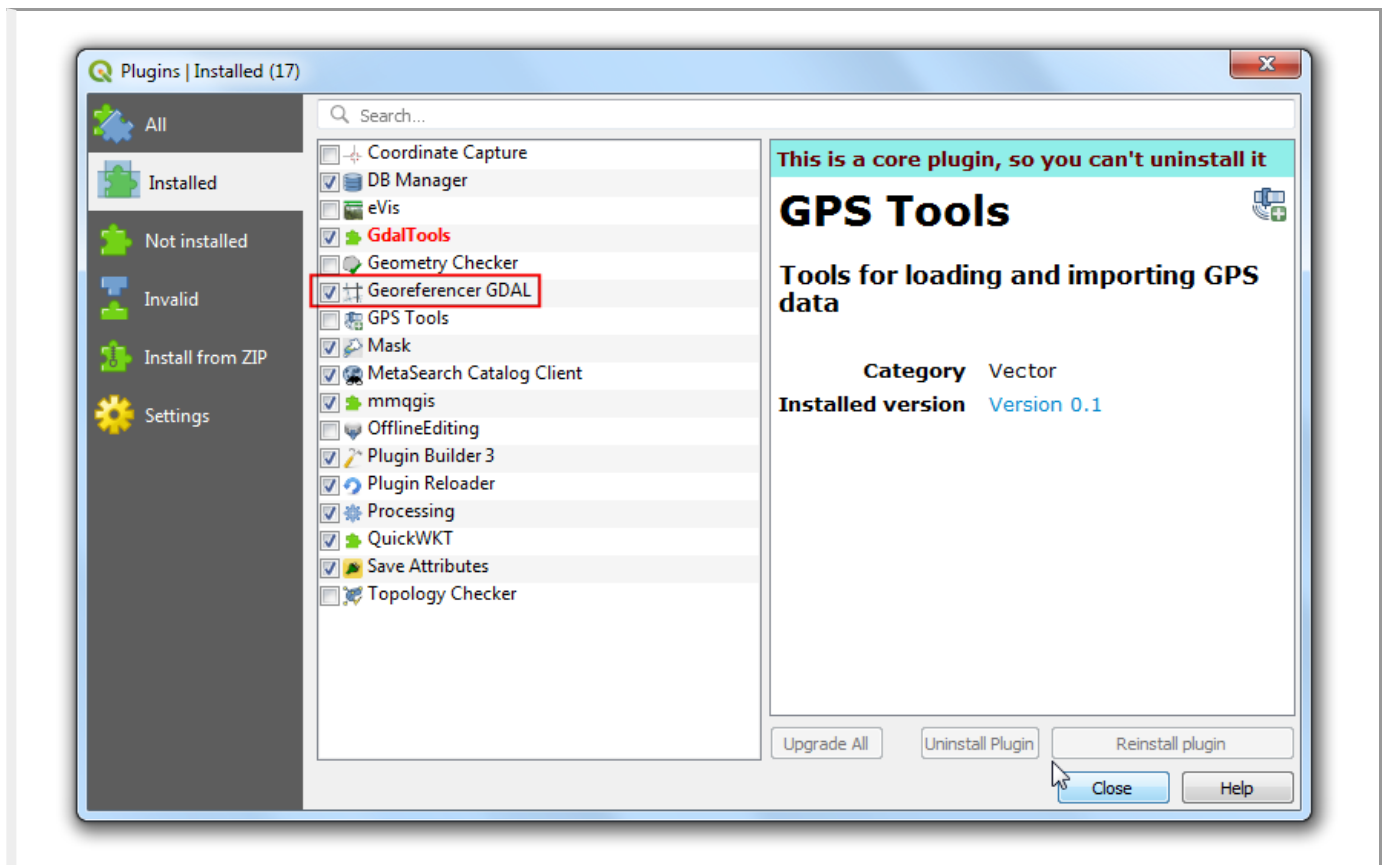 Plugins | Installed (17)
All
Installed
Not installed
Invalid
Install from ZIP
Settings
Search...
Coordinate Capture
DB Manager
eVis
GdalTools
Geometry Checker
Georeferencer GDAL
GPS Tools
Mask
MetaSearch Catalog Client
mmqgis
OfflineEditing
Plugin Builder 3
Plugin Reloader
Processing
QuickWKT
Save Attributes
Topology Checker
This is a core plugin, so you can't uninstall it
GPS Tools
Tools for loading and importing GPS
data
Category Vector
Installed version Version 0.1
Upgrade All Uninstall Plugin Reinstall plugin
Close Help